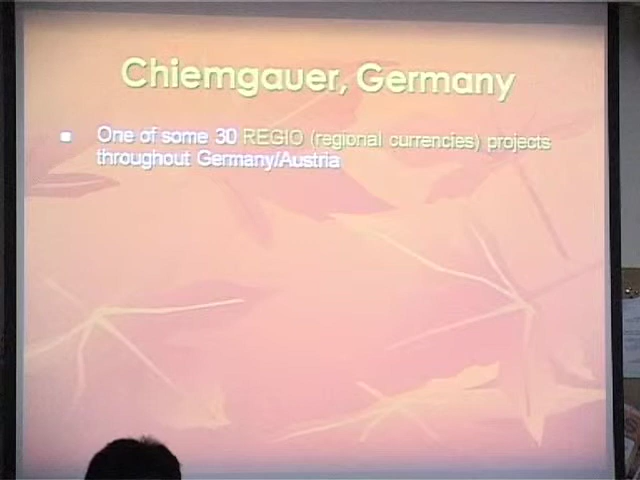 Chiemgauer, Germany
One of some 30 REGIO (regional currencies) projects
throughout Germany/Austria